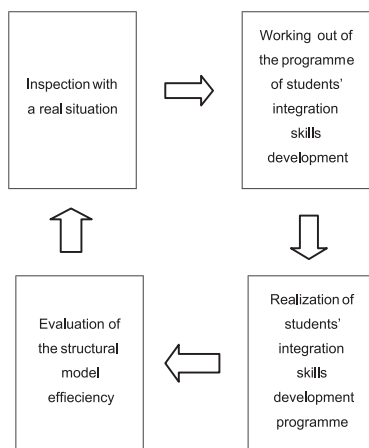 Inspection with
a real situation
Working out of
the programme
of students'
integration
skills
development
Realization of
students'
integration
skills
development
programme
Evaluation of
the structural
model
effieciency